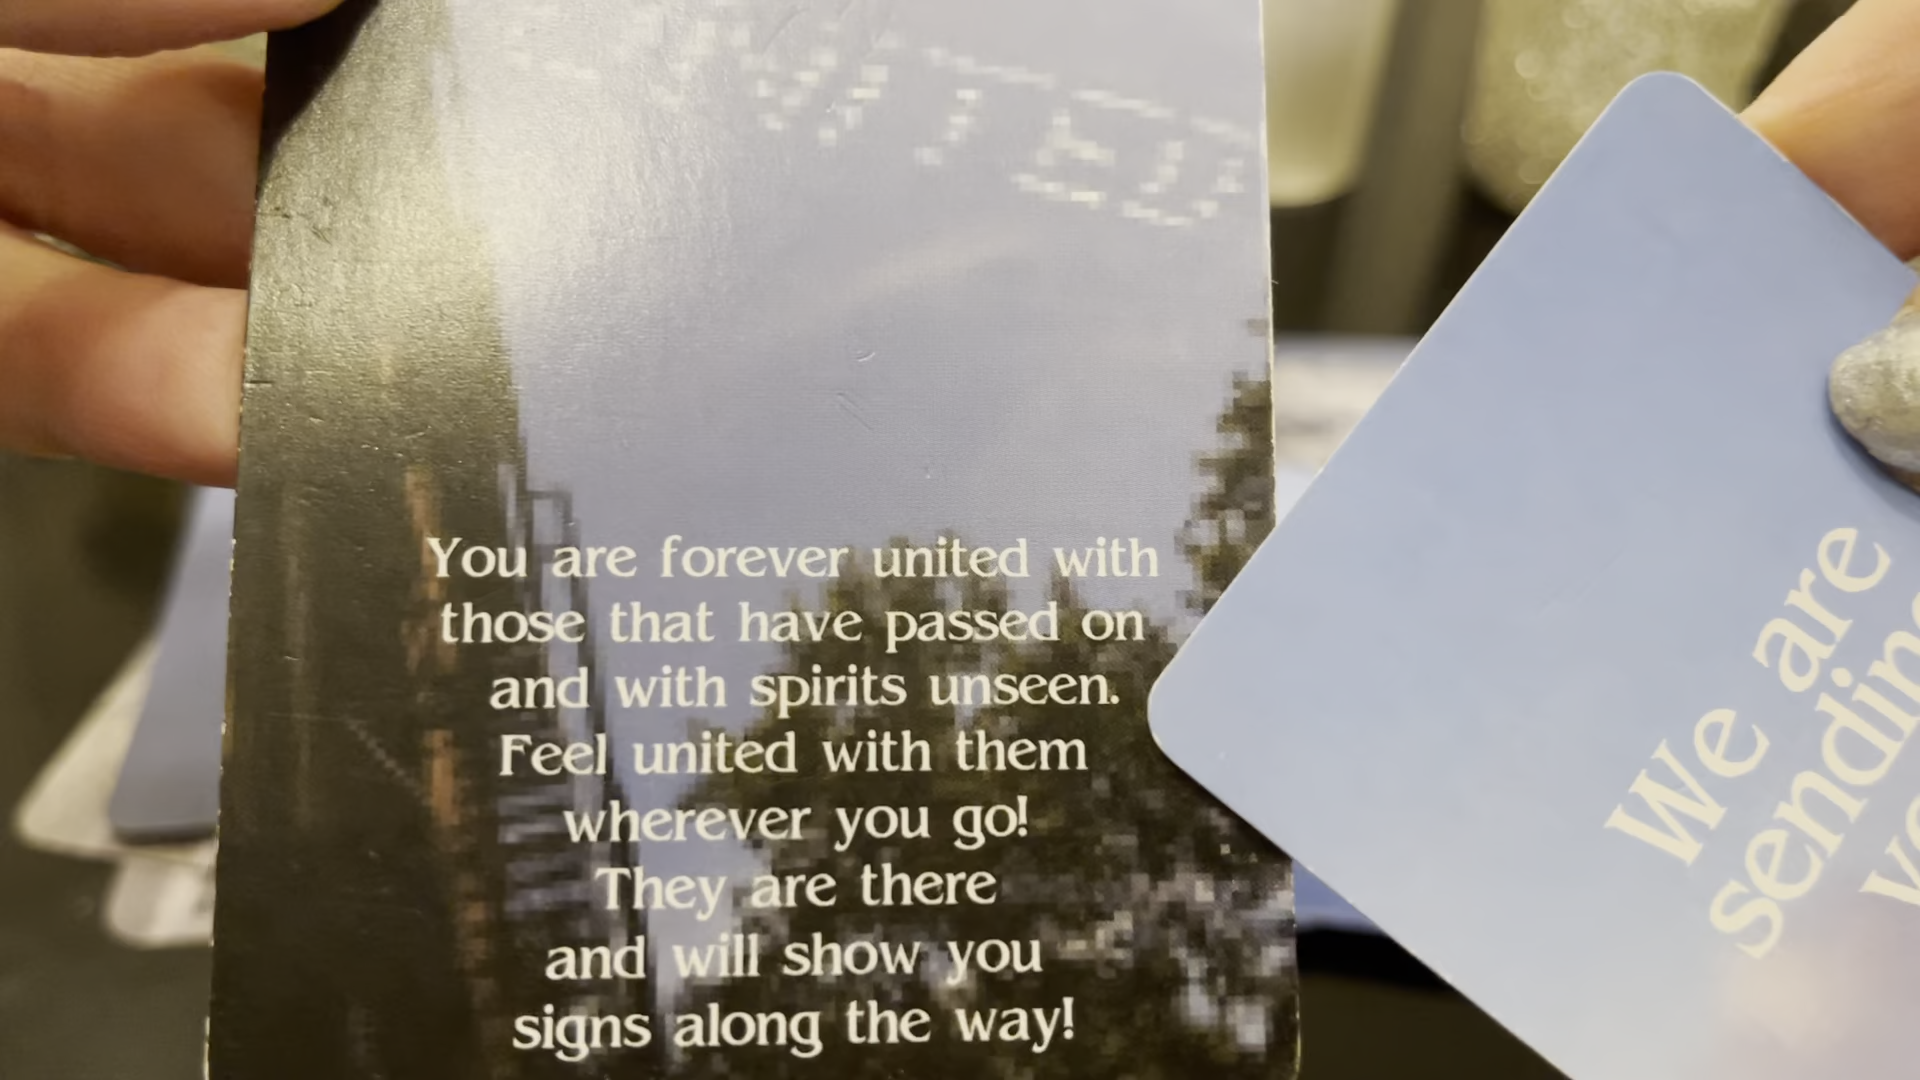 You are forever united with
those that have passed on
and with spirits unseen.
Feel united with them
wherever you go!
They are there
and will show you
signs along the way!
We are
sending